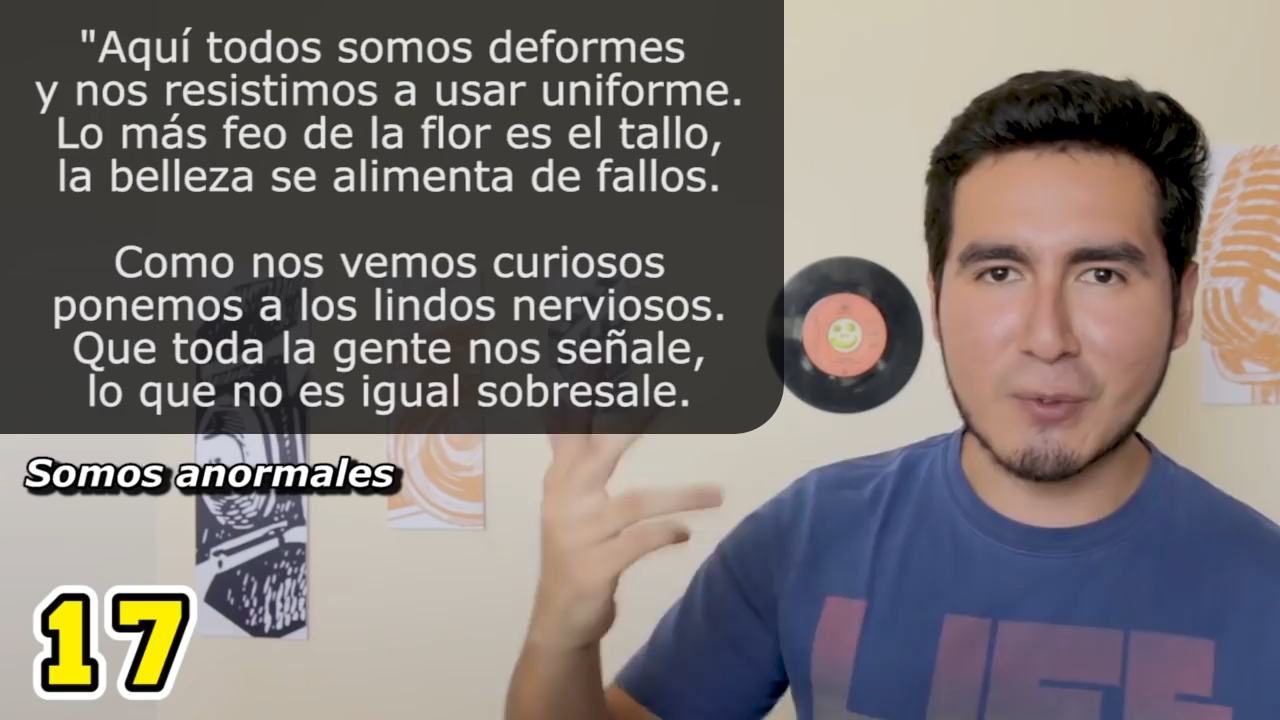 "Aquí todos somos deformes
y nos resistimos a usar uniforme.
Lo más feo de la flor es el tallo,
la belleza se alimenta de fallos.
Como nos vemos curiosos
ponemos a los lindos nerviosos.
Que toda la gente nos señale,
lo que no es igual sobresale.
Somos anormales
17
LIFE